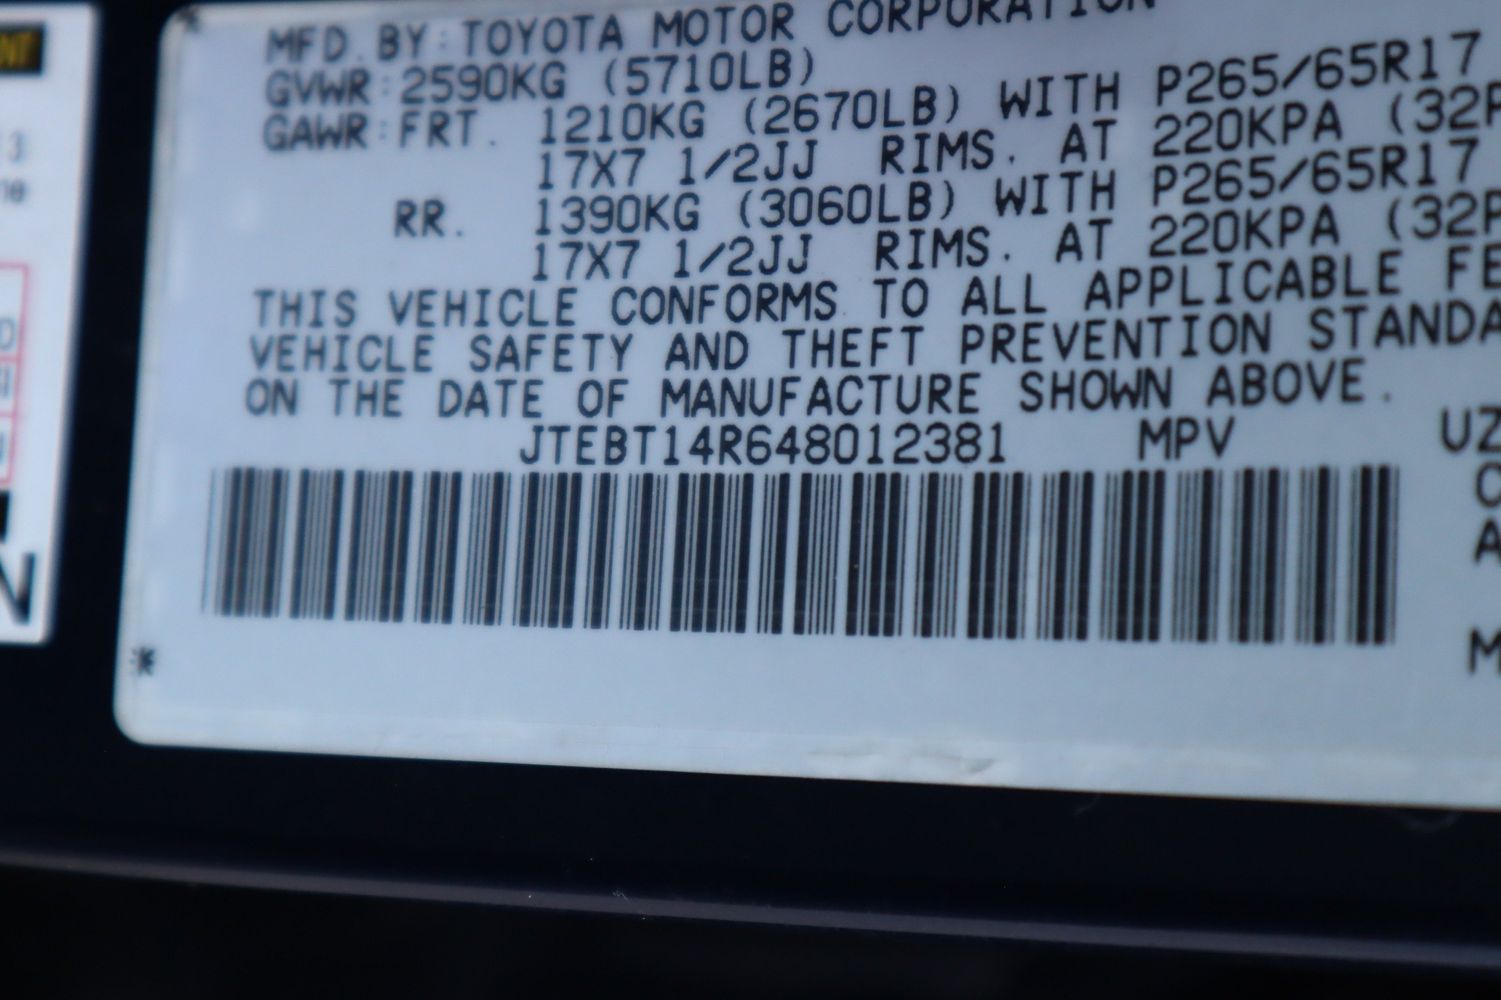 MFD. BY: TOYOTA MOTOR CORPORATION
GVWR: 2590KG (5710LB)
GAWR: FRT. 1210KG (2670LB) WITH P265/65R17
17X7 1/2JJ RIMS. AT 220KPA (32P
RR. 1390KG (3060LB) WITH P265/65R17
17X7 1/2JJ RIMS. AT 220KPA (32P
THIS VEHICLE CONFORMS TO ALL APPLICABLE FE
VEHICLE SAFETY AND THEFT PREVENTION STANDA
ON THE DATE OF MANUFACTURE SHOWN ABOVE.
JTEBT14R648012381 MPV UZ